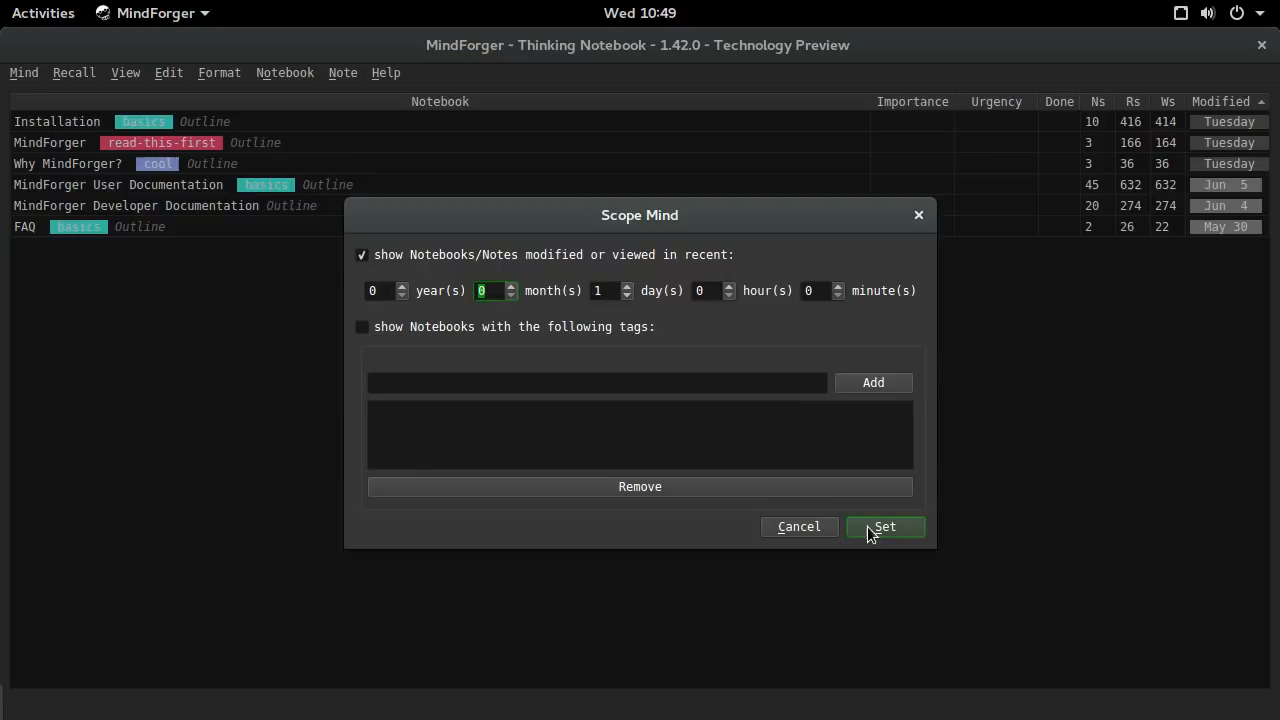 Activities MindForger Wed 10:49
MindForger - Thinking Notebook - 1.42.0 - Technology Preview
Mind Recall View Edit Format Notebook Note Help
Notebook Importance Urgency Done Ns Rs Ws Modified
Installation basics Outline 10 416 414 Tuesday
MindForger read-this-first Outline 3 166 164 Tuesday
Why MindForger? cool Outline 3 36 36 Tuesday
MindForger User Documentation basics Outline 45 632 632 Jun 5
MindForger Developer Documentation Outline 20 274 274 Jun 4
FAQ basics Outline 2 26 22 May 30
Scope Mind
show Notebooks/Notes modified or viewed in recent:
0 year(s) 0 month(s) 1 day(s) 0 hour(s) 0 minute(s)
show Notebooks with the following tags:
Add
Remove
Cancel Set